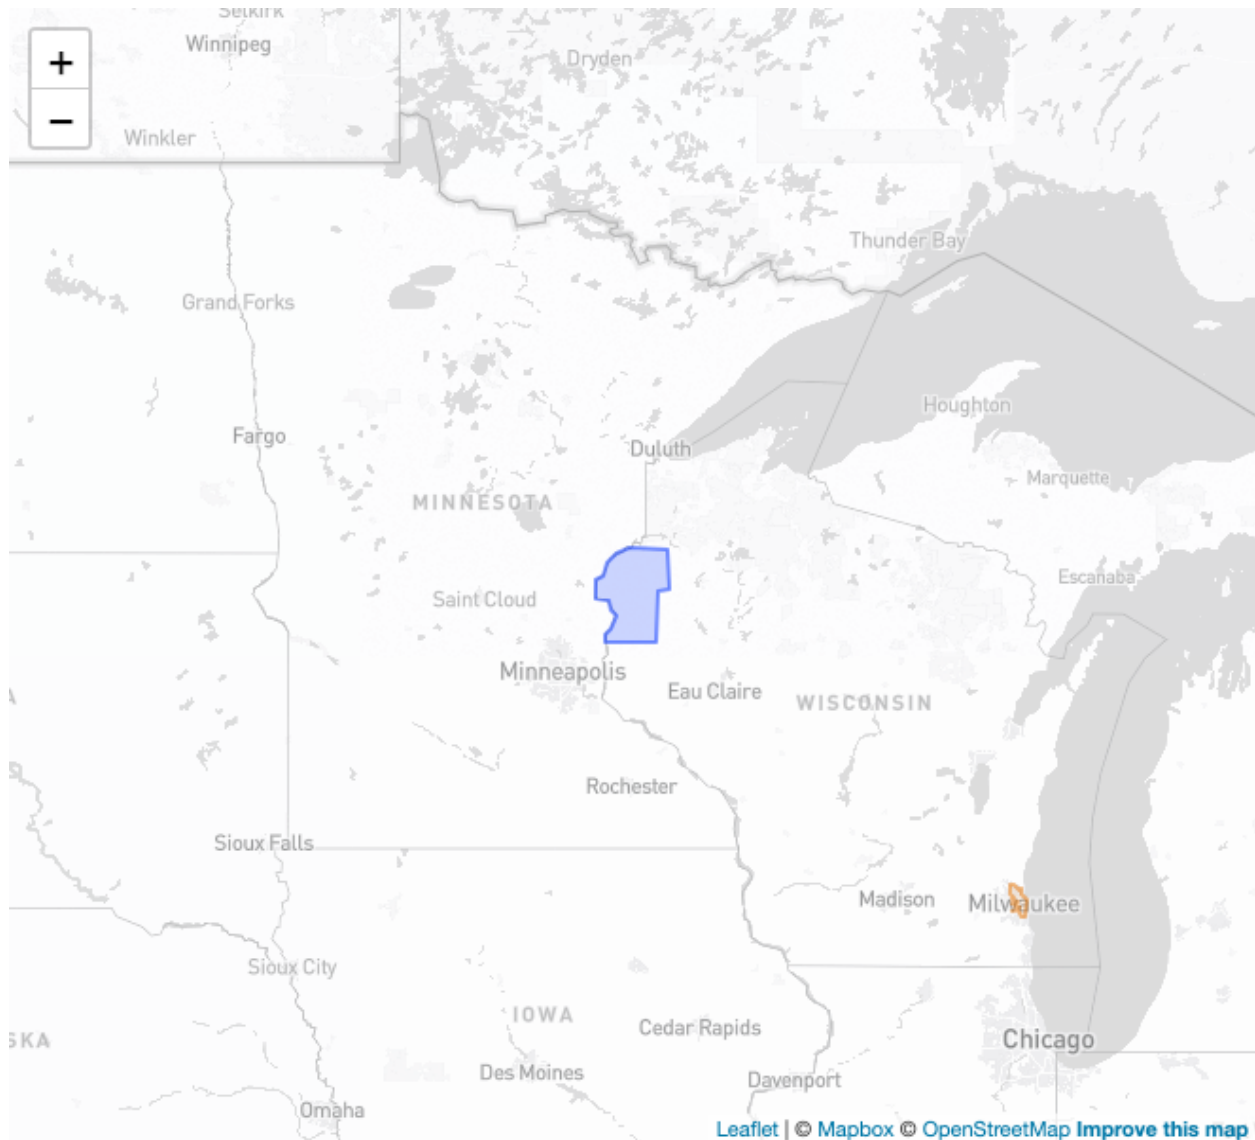 Selkirk
+
Winnipeg
Dryden
−
Winkler
Thunder Bay
Grand Forks
Houghton
Fargo
Duluth
Marquette
MINNESOTA
Escanaba
Saint Cloud
Minneapolis
Eau Claire
A
WISCONSIN
Rochester
Sioux Falls
Madison
Milwaukee
Sioux City
IOWA
Cedar Rapids
SKA
Chicago
Des Moines
Davenport
Omaha
Leaflet | © Mapbox © OpenStreetMap Improve this map